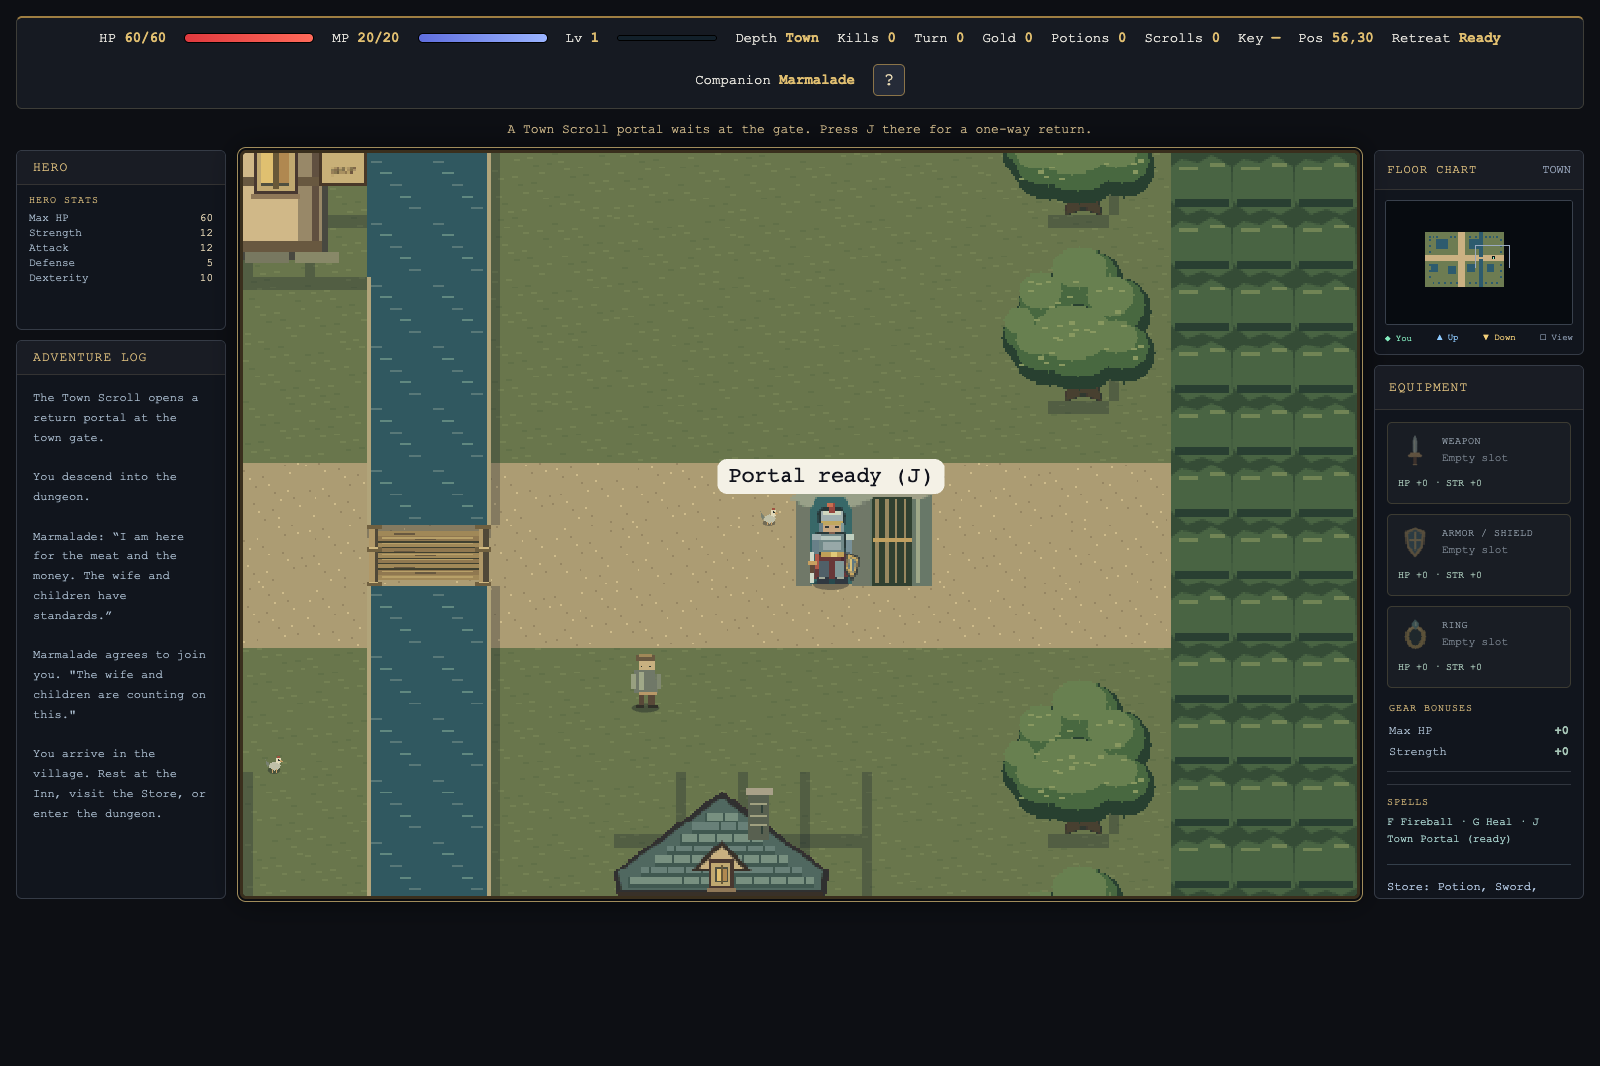 HP 60/60 MP 20/20 Lv 1 Depth Town Kills 0 Turn 0 Gold 0 Potions 0 Scrolls 0 Key — Pos 56,30 Retreat Ready
Companion Marmalade ?
A Town Scroll portal waits at the gate. Press J there for a one-way return.
HERO
HERO STATS
Max HP 60
Strength 12
Attack 12
Defense 5
Dexterity 10
ADVENTURE LOG
The Town Scroll opens a
return portal at the
town gate.
You descend into the
dungeon.
Marmalade: “I am here
for the meat and the
money. The wife and
children have
standards.”
Marmalade agrees to join
you. "The wife and
children are counting on
this."
You arrive in the
village. Rest at the
Inn, visit the Store, or
enter the dungeon.
Portal ready (J)
FLOOR CHART TOWN
◆ You ▲ Up ▼ Down □ View
EQUIPMENT
WEAPON
Empty slot
HP +0 · STR +0
ARMOR / SHIELD
Empty slot
HP +0 · STR +0
RING
Empty slot
HP +0 · STR +0
GEAR BONUSES
Max HP +0
Strength +0
SPELLS
F Fireball · G Heal · J
Town Portal (ready)
Store: Potion, Sword,